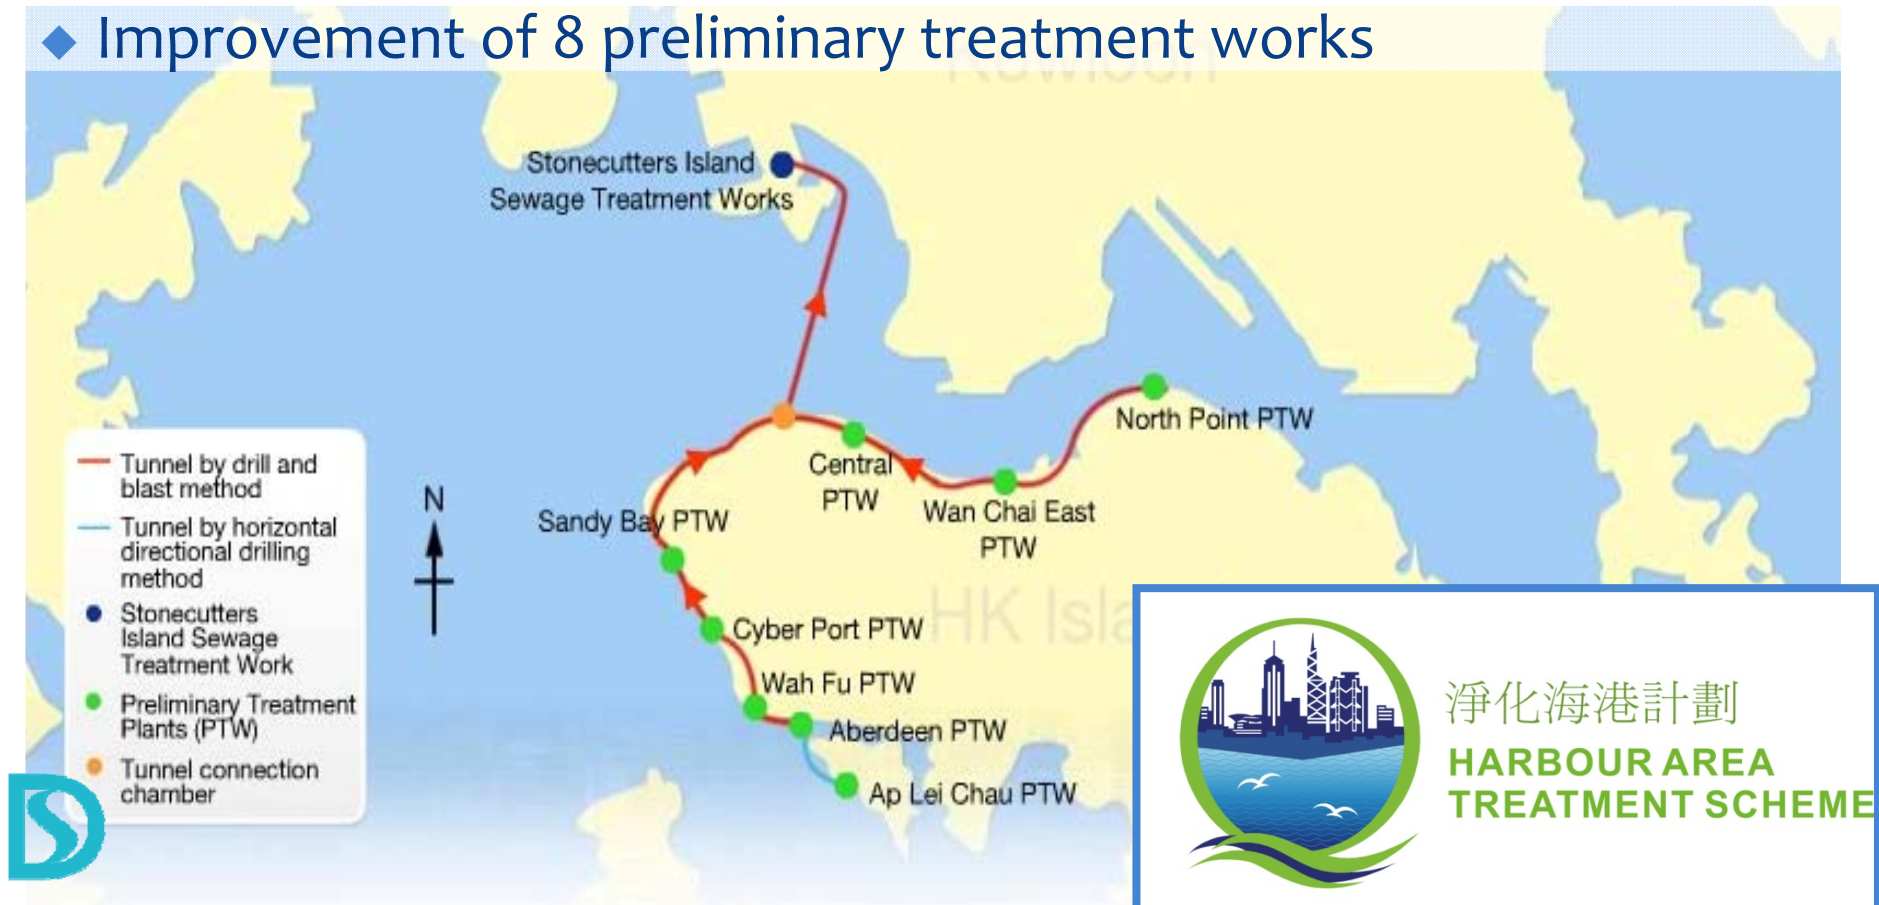 Improvement of 8 preliminary treatment works
Kowloon
Stonecutters Island
Sewage Treatment Works
North Point PTW
Central
PTW
Wan Chai East
PTW
Sandy Bay PTW
Cyber Port PTW
HK Isla
Wah Fu PTW
Aberdeen PTW
Ap Lei Chau PTW
N
Tunnel by drill and
blast method
Tunnel by horizontal
directional drilling
method
Stonecutters
Island Sewage
Treatment Work
Preliminary Treatment
Plants (PTW)
Tunnel connection
chamber
淨化海港計劃
HARBOUR AREA
TREATMENT SCHEME